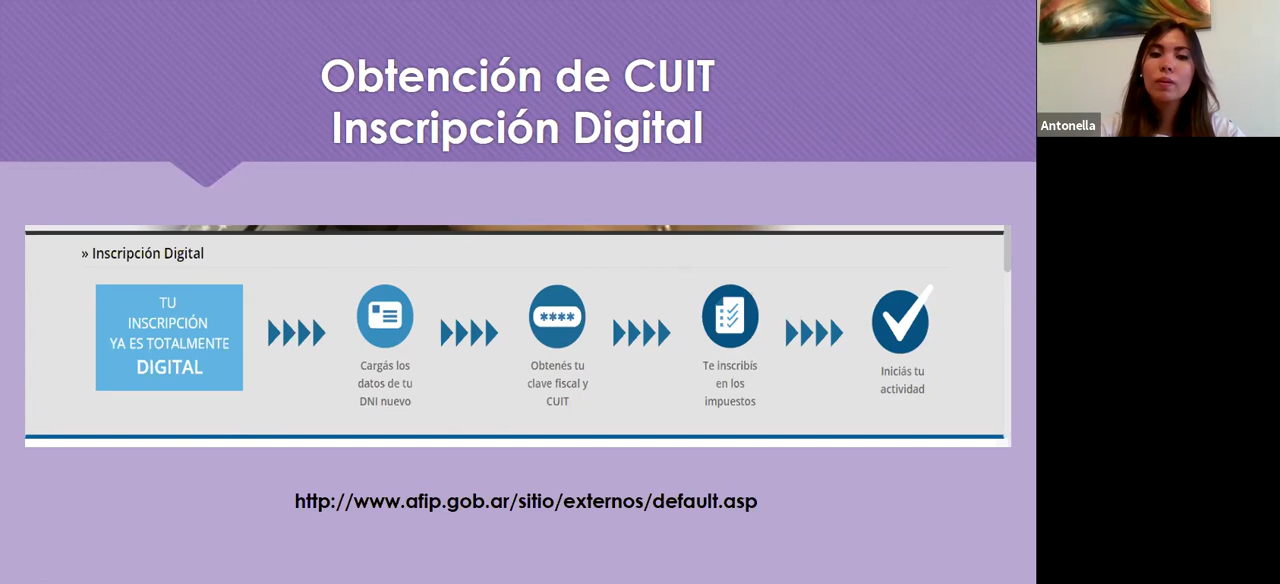 Obtención de CUIT
Inscripción Digital
Antonella
» Inscripción Digital
TU
INSCRIPCIÓN
YA ES TOTALMENTE
DIGITAL
Cargás los
datos de tu
DNI nuevo
****
Obtenés tu
clave fiscal y
CUIT
Te inscribís
en los
impuestos
Iniciás tu
actividad
http://www.afip.gob.ar/sitio/externos/default.asp